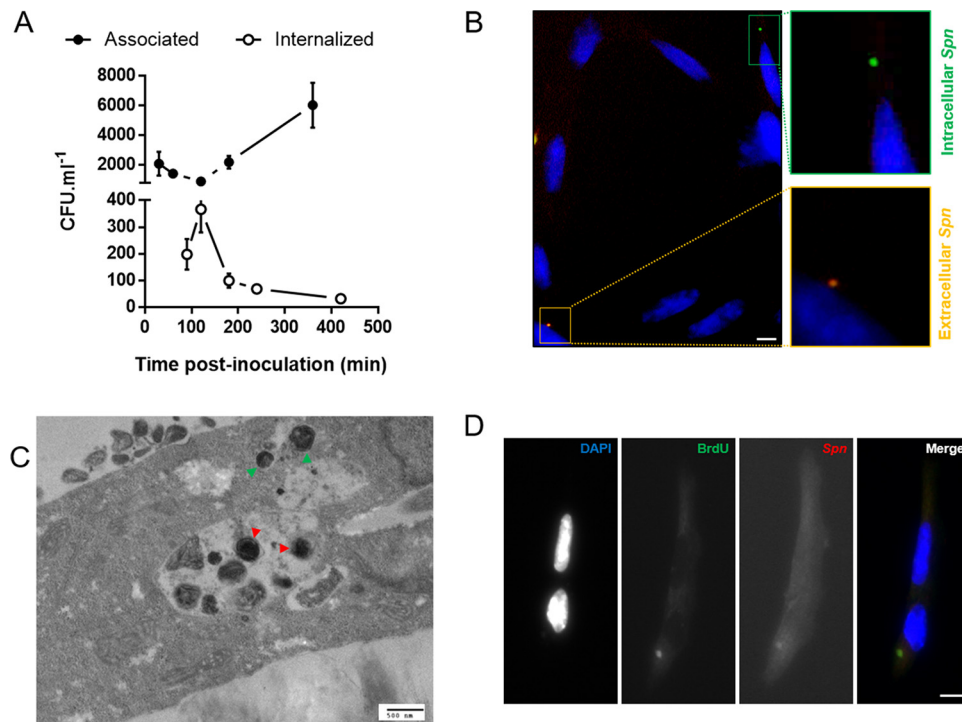 A
Associated
Internalized
8000
6000
4000
2000
400
300
200
100
0
CFU.ml-1
0 100 200 300 400 500
Time post-inoculation (min)
B
Intracellular Spn
Extracellular Spn
C
500 nm
D
DAPI
BrdU
Spn
Merge